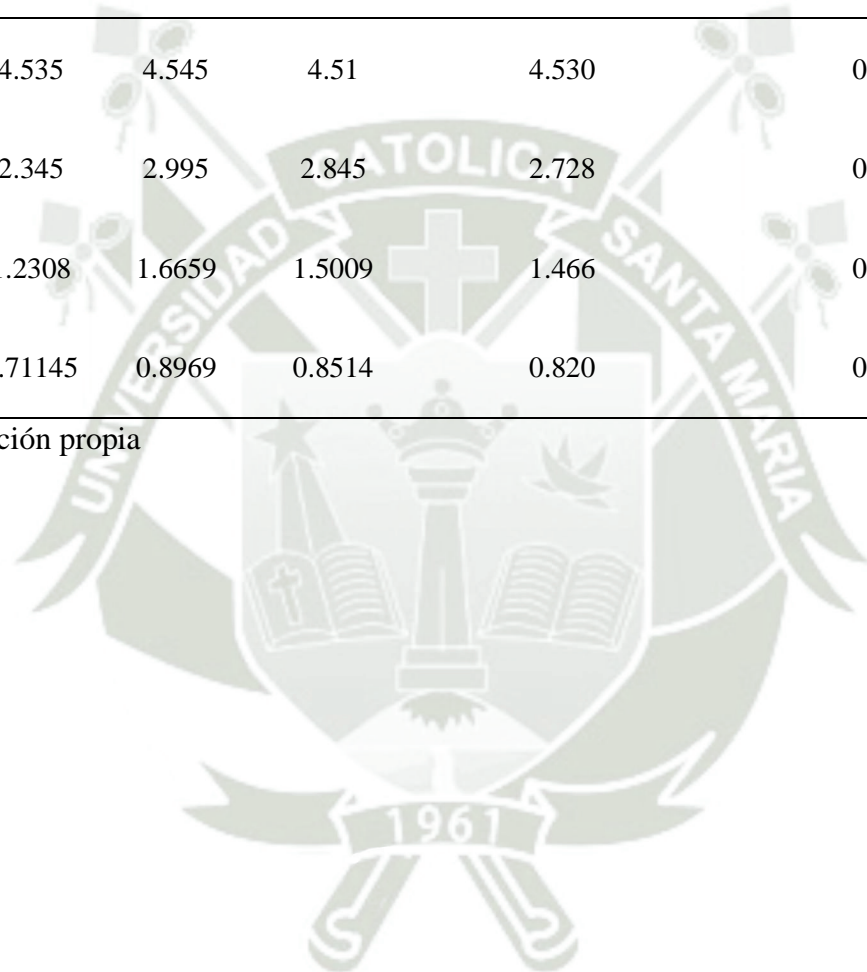 4.535 4.545 4.51 4.530 0
2.345 2.995 2.845 2.728 0
.2308 1.6659 1.5009 1.466 0
.71145 0.8969 0.8514 0.820 0
ción propia
UNIVERSIDAD CATOLICA SANTA MARIA
1961